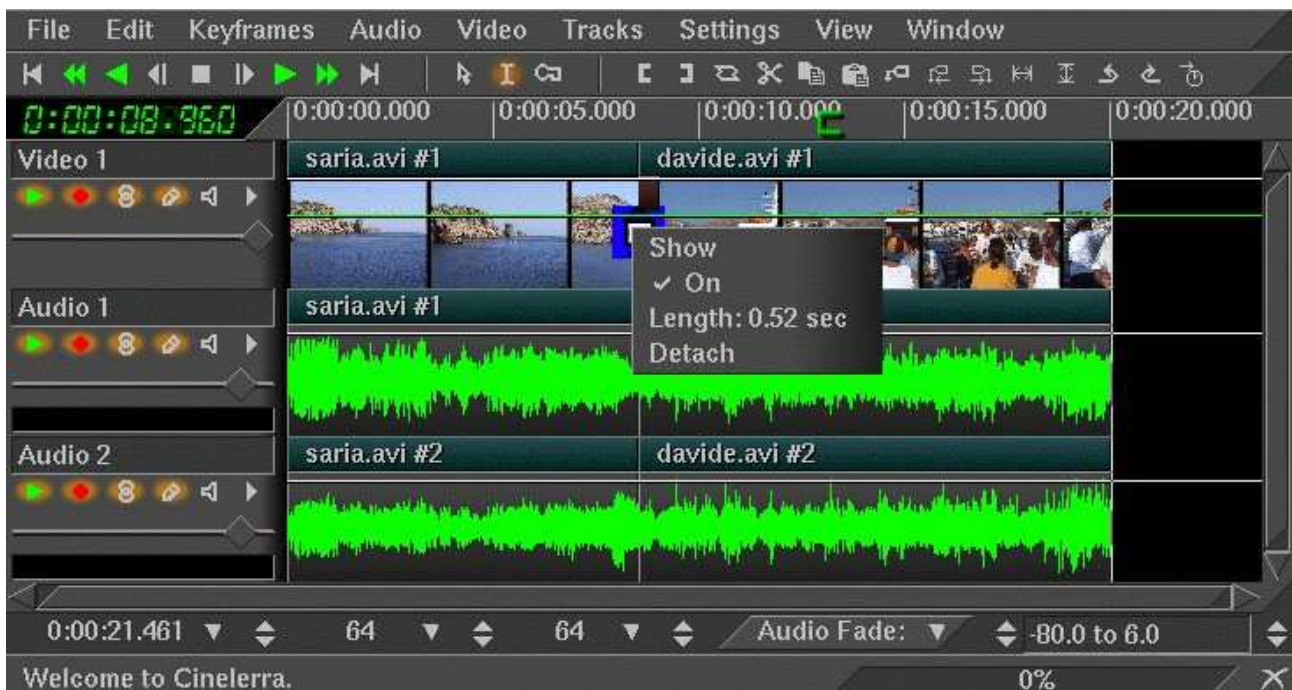 File Edit Keyframes Audio Video Tracks Settings View Window
0:00:08.960 0:00:00.000 0:00:05.000 0:00:10.000 0:00:15.000 0:00:20.000
Video 1 saria.avi #1 davide.avi #1
Show
✓ On
Length: 0.52 sec
Detach
Audio 1 saria.avi #1
Audio 2 saria.avi #2 davide.avi #2
0:00:21.461 64 64 Audio Fade: -80.0 to 6.0
Welcome to Cinelerra. 0%